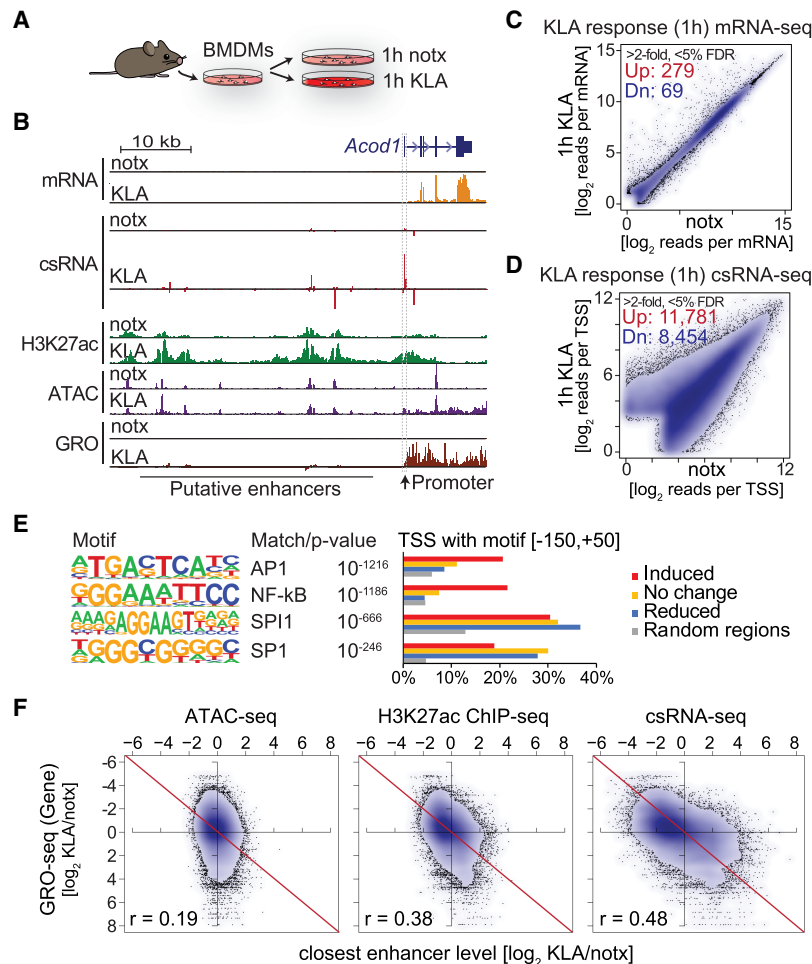 A
BMDMs
1h notx
1h KLA
B
10 kb
Acod1
mRNA
notx
KLA
csRNA
notx
KLA
H3K27ac
notx
KLA
ATAC
notx
KLA
GRO
notx
KLA
Putative enhancers
Promoter
C
KLA response (1h) mRNA-seq
>2-fold, <5% FDR
Up: 279
Dn: 69
1h KLA
[log2 reads per mRNA]
15
10
5
0
0
notx
15
[log2 reads per mRNA]
D
KLA response (1h) csRNA-seq
>2-fold, <5% FDR
Up: 11,781
Dn: 8,454
1h KLA
[log2 reads per TSS]
12
6
0
0
notx
12
[log2 reads per TSS]
E
Motif
Match/p-value
TSS with motif [-150,+50]
ATGACTCATC
AP1
10-1216
GGGAAATTCC
NF-kB
10-1186
AAAGAGGAAGTGAG
SPI1
10-666
TGGGCGGGGC
SP1
10-246
0% 10% 20% 30% 40%
Induced
No change
Reduced
Random regions
F
ATAC-seq
H3K27ac ChIP-seq
csRNA-seq
−6 −4 −2 0 2 4 6 8
−6 −4 −2 0 2 4 6 8
−6 −4 −2 0 2 4 6 8
GRO-seq (Gene)
[log2 KLA/notx]
-6
-4
-2
0
2
4
6
8
r = 0.19
r = 0.38
r = 0.48
closest enhancer level [log2 KLA/notx]